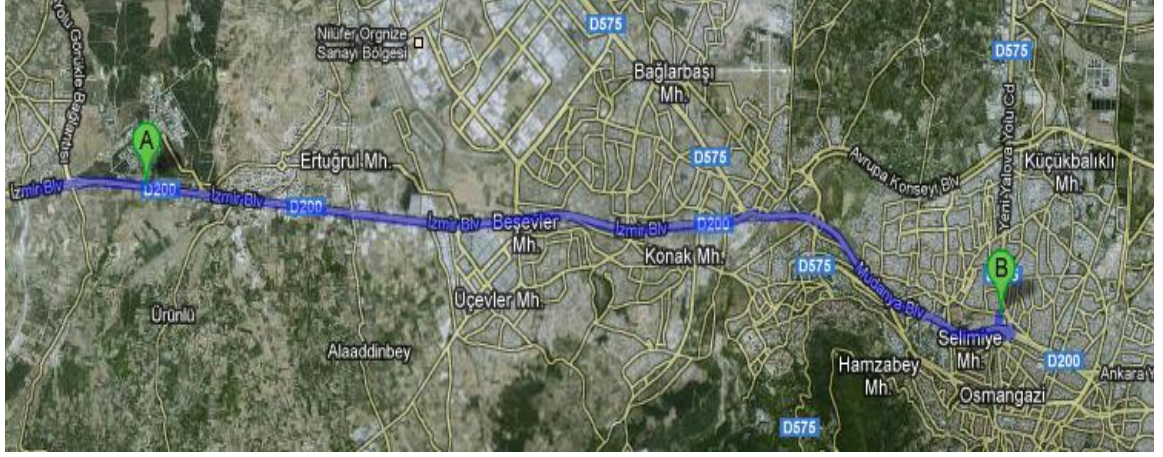 D575
Nilüfer Orgnize
Sanayi Bölgesi
D575
Bağlarbaşı
Mh.
Yolu Görükle Bağlantısı
A
Ertuğrul Mh.
D575
Avrupa Konseyi Blv
Yeni Yalova Yolu Cd
Küçükbalıklı
Mh.
İzmir Blv
D200
İzmir Blv
D200
İzmir Blv
Beşevler
Mh.
İzmir Blv
D200
Konak Mh.
D575
B
Mudanya Blv
Üçevler Mh.
Ürünlü
Alaaddinbey
Selimiye
Mh.
Hamzabey
Mh.
D200
Ankara Y
Osmangazi
D575